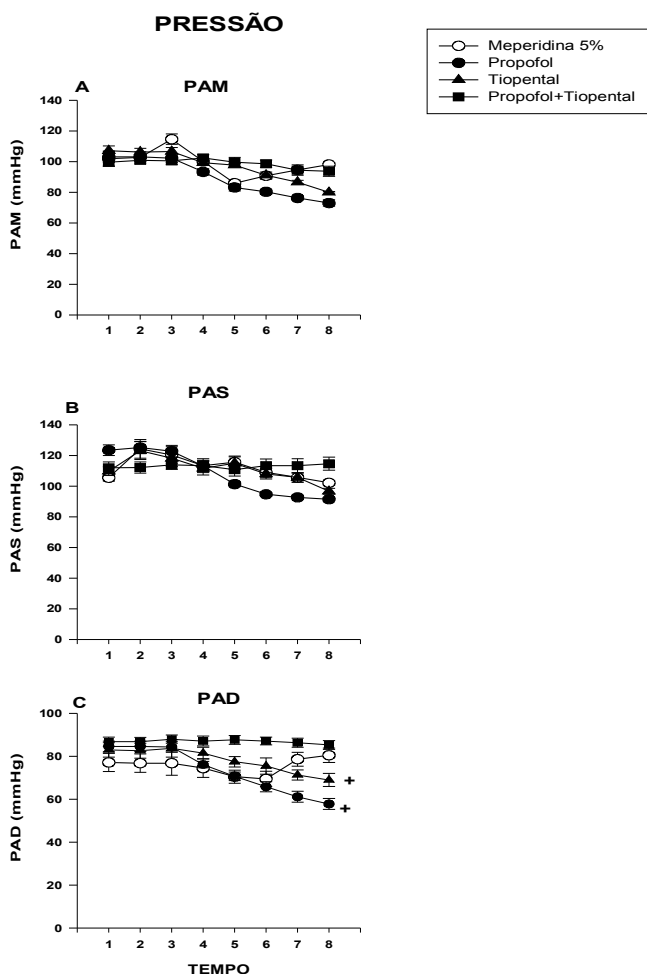 PRESSÃO
Meperidina 5%
Propofol
Tiopental
Propofol+Tiopental
A PAM
PAM (mmHg)
140
120
100
80
60
40
20
0
1 2 3 4 5 6 7 8
B PAS
PAS (mmHg)
140
120
100
80
60
40
20
0
1 2 3 4 5 6 7 8
C PAD
PAD (mmHg)
100
80
60
40
20
0
+
+
1 2 3 4 5 6 7 8
TEMPO